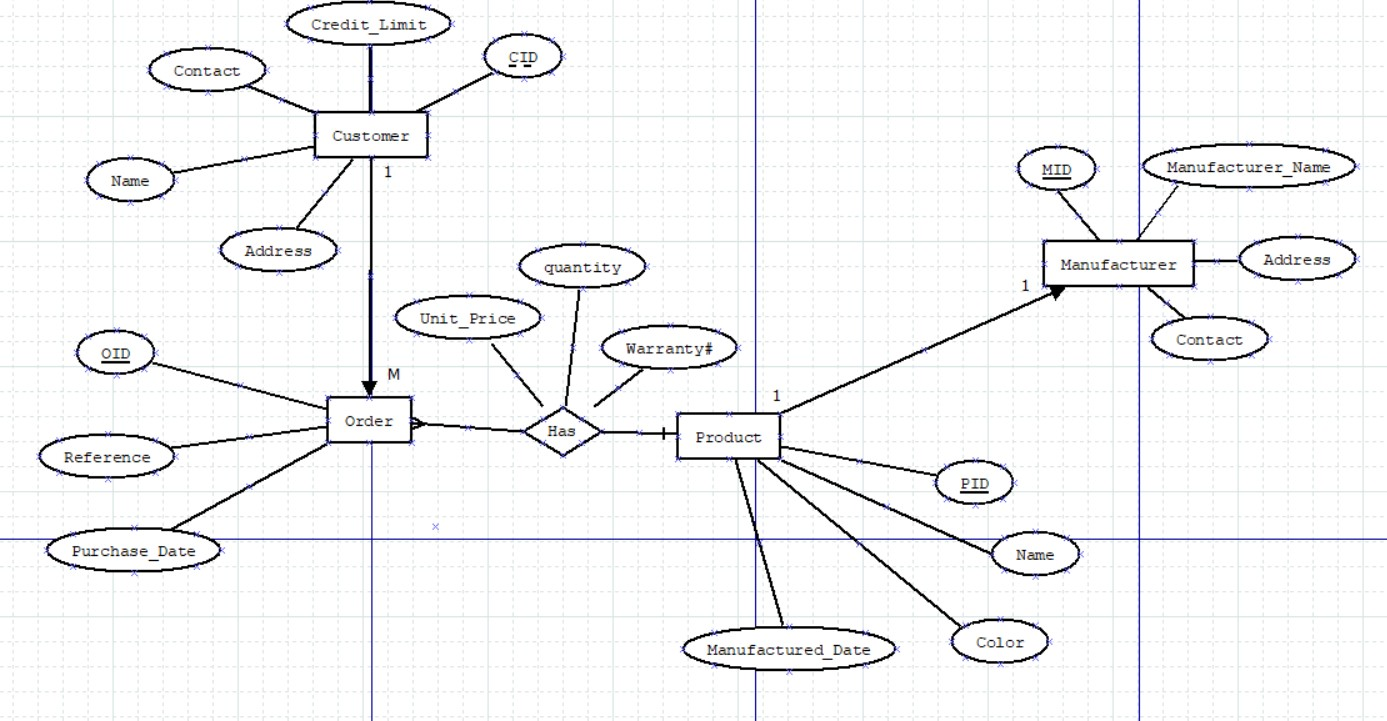 Credit_Limit
CID
Contact
Customer
Name
1
Address
MID
Manufacturer_Name
Manufacturer
Address
1
Contact
quantity
Unit_Price
Warranty#
OID
M
1
Order
Has
Product
Reference
PID
Purchase_Date
Name
Color
Manufactured_Date